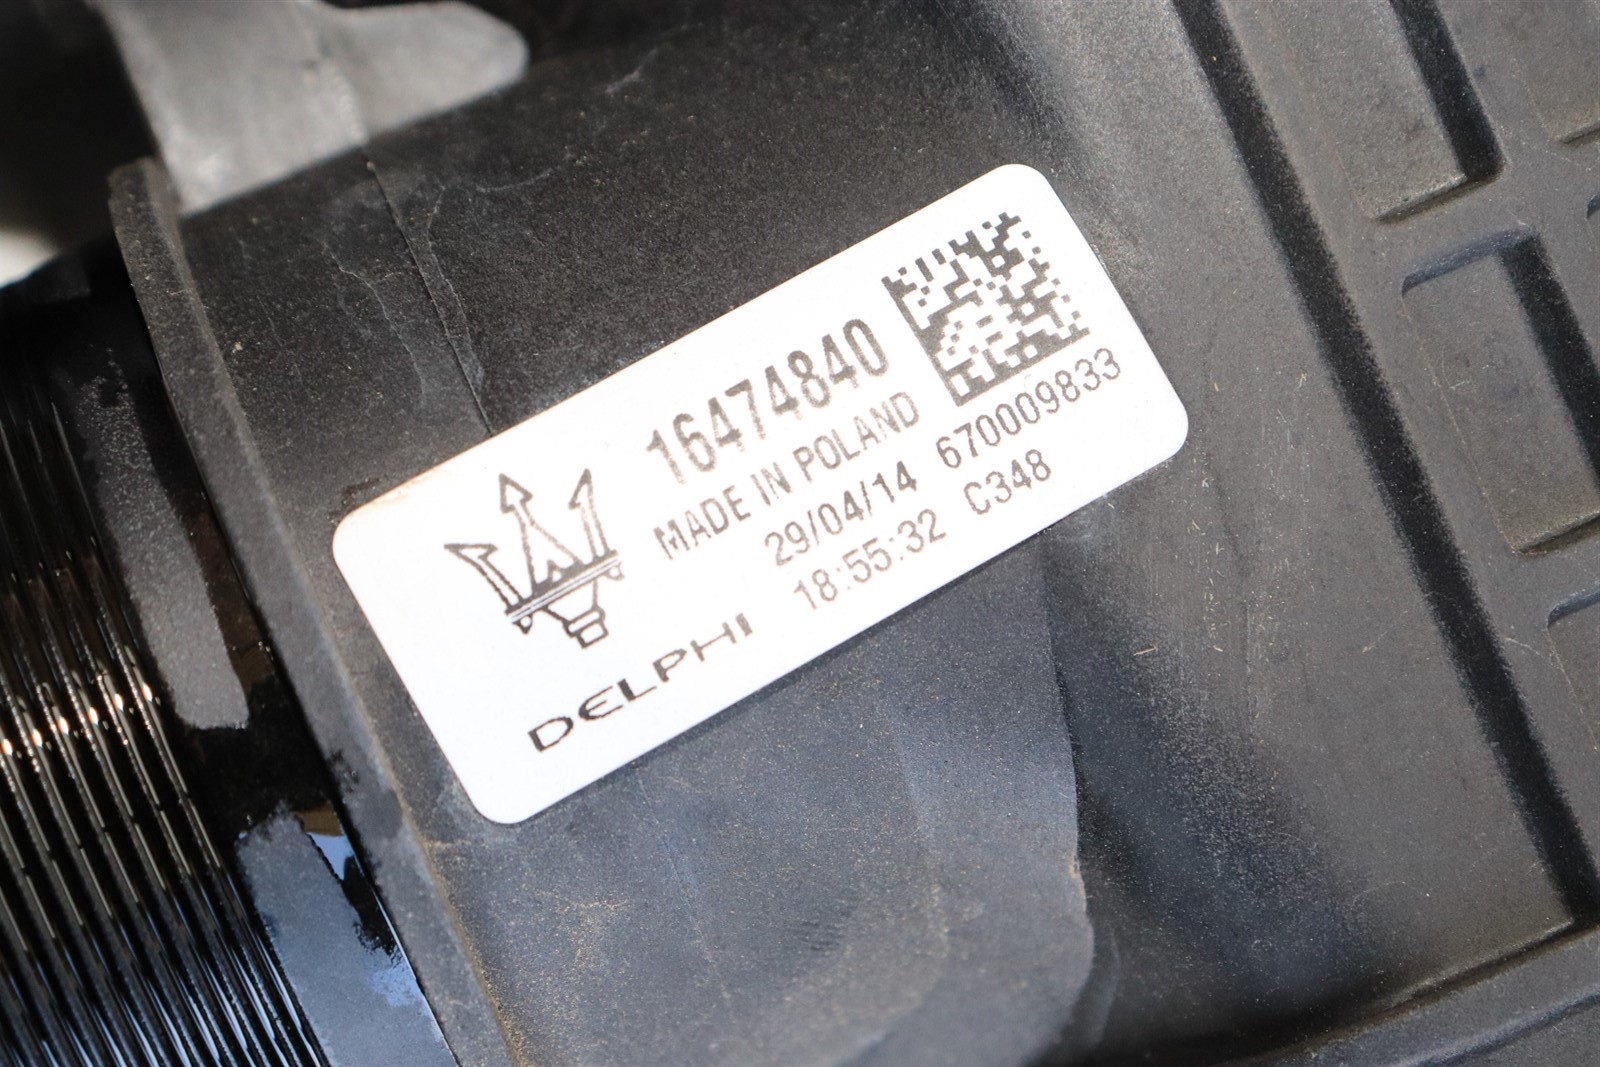 16474840
MADE IN POLAND
29/04/14 670009833
18:55:32 C348
DELPHI